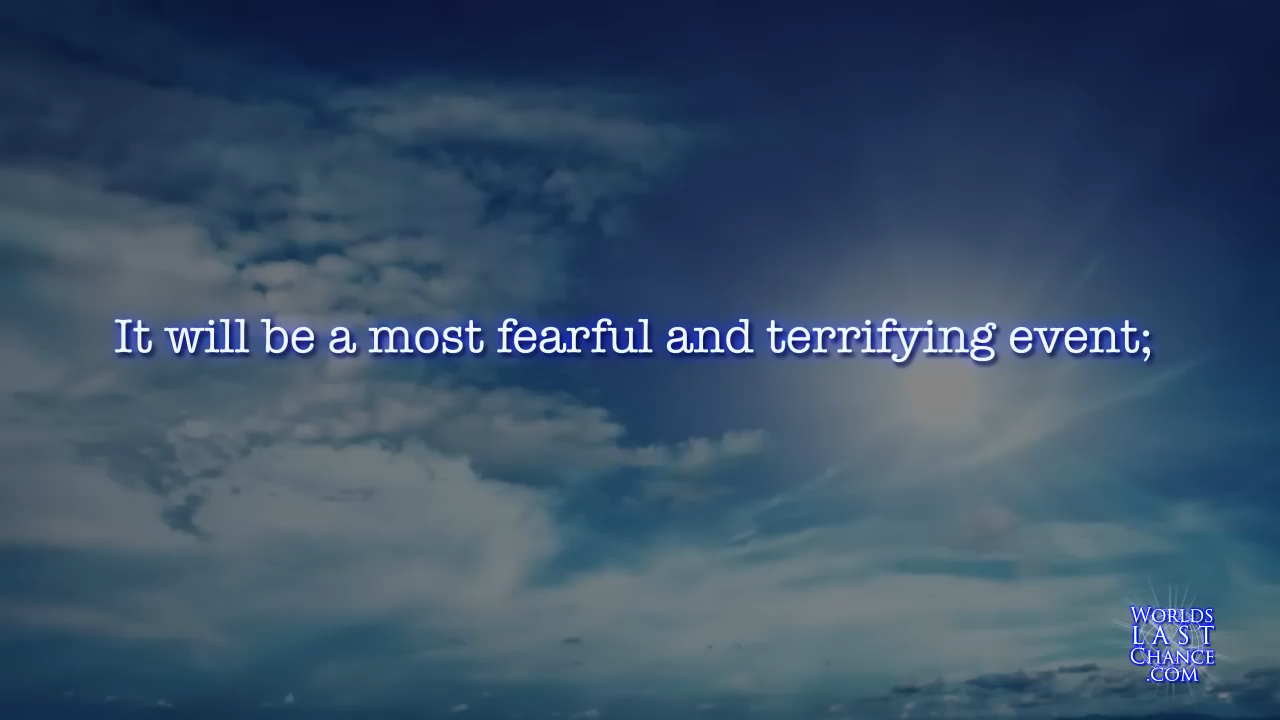 It will be a most fearful and terrifying event;
WORLDS
LAST
CHANCE
.COM